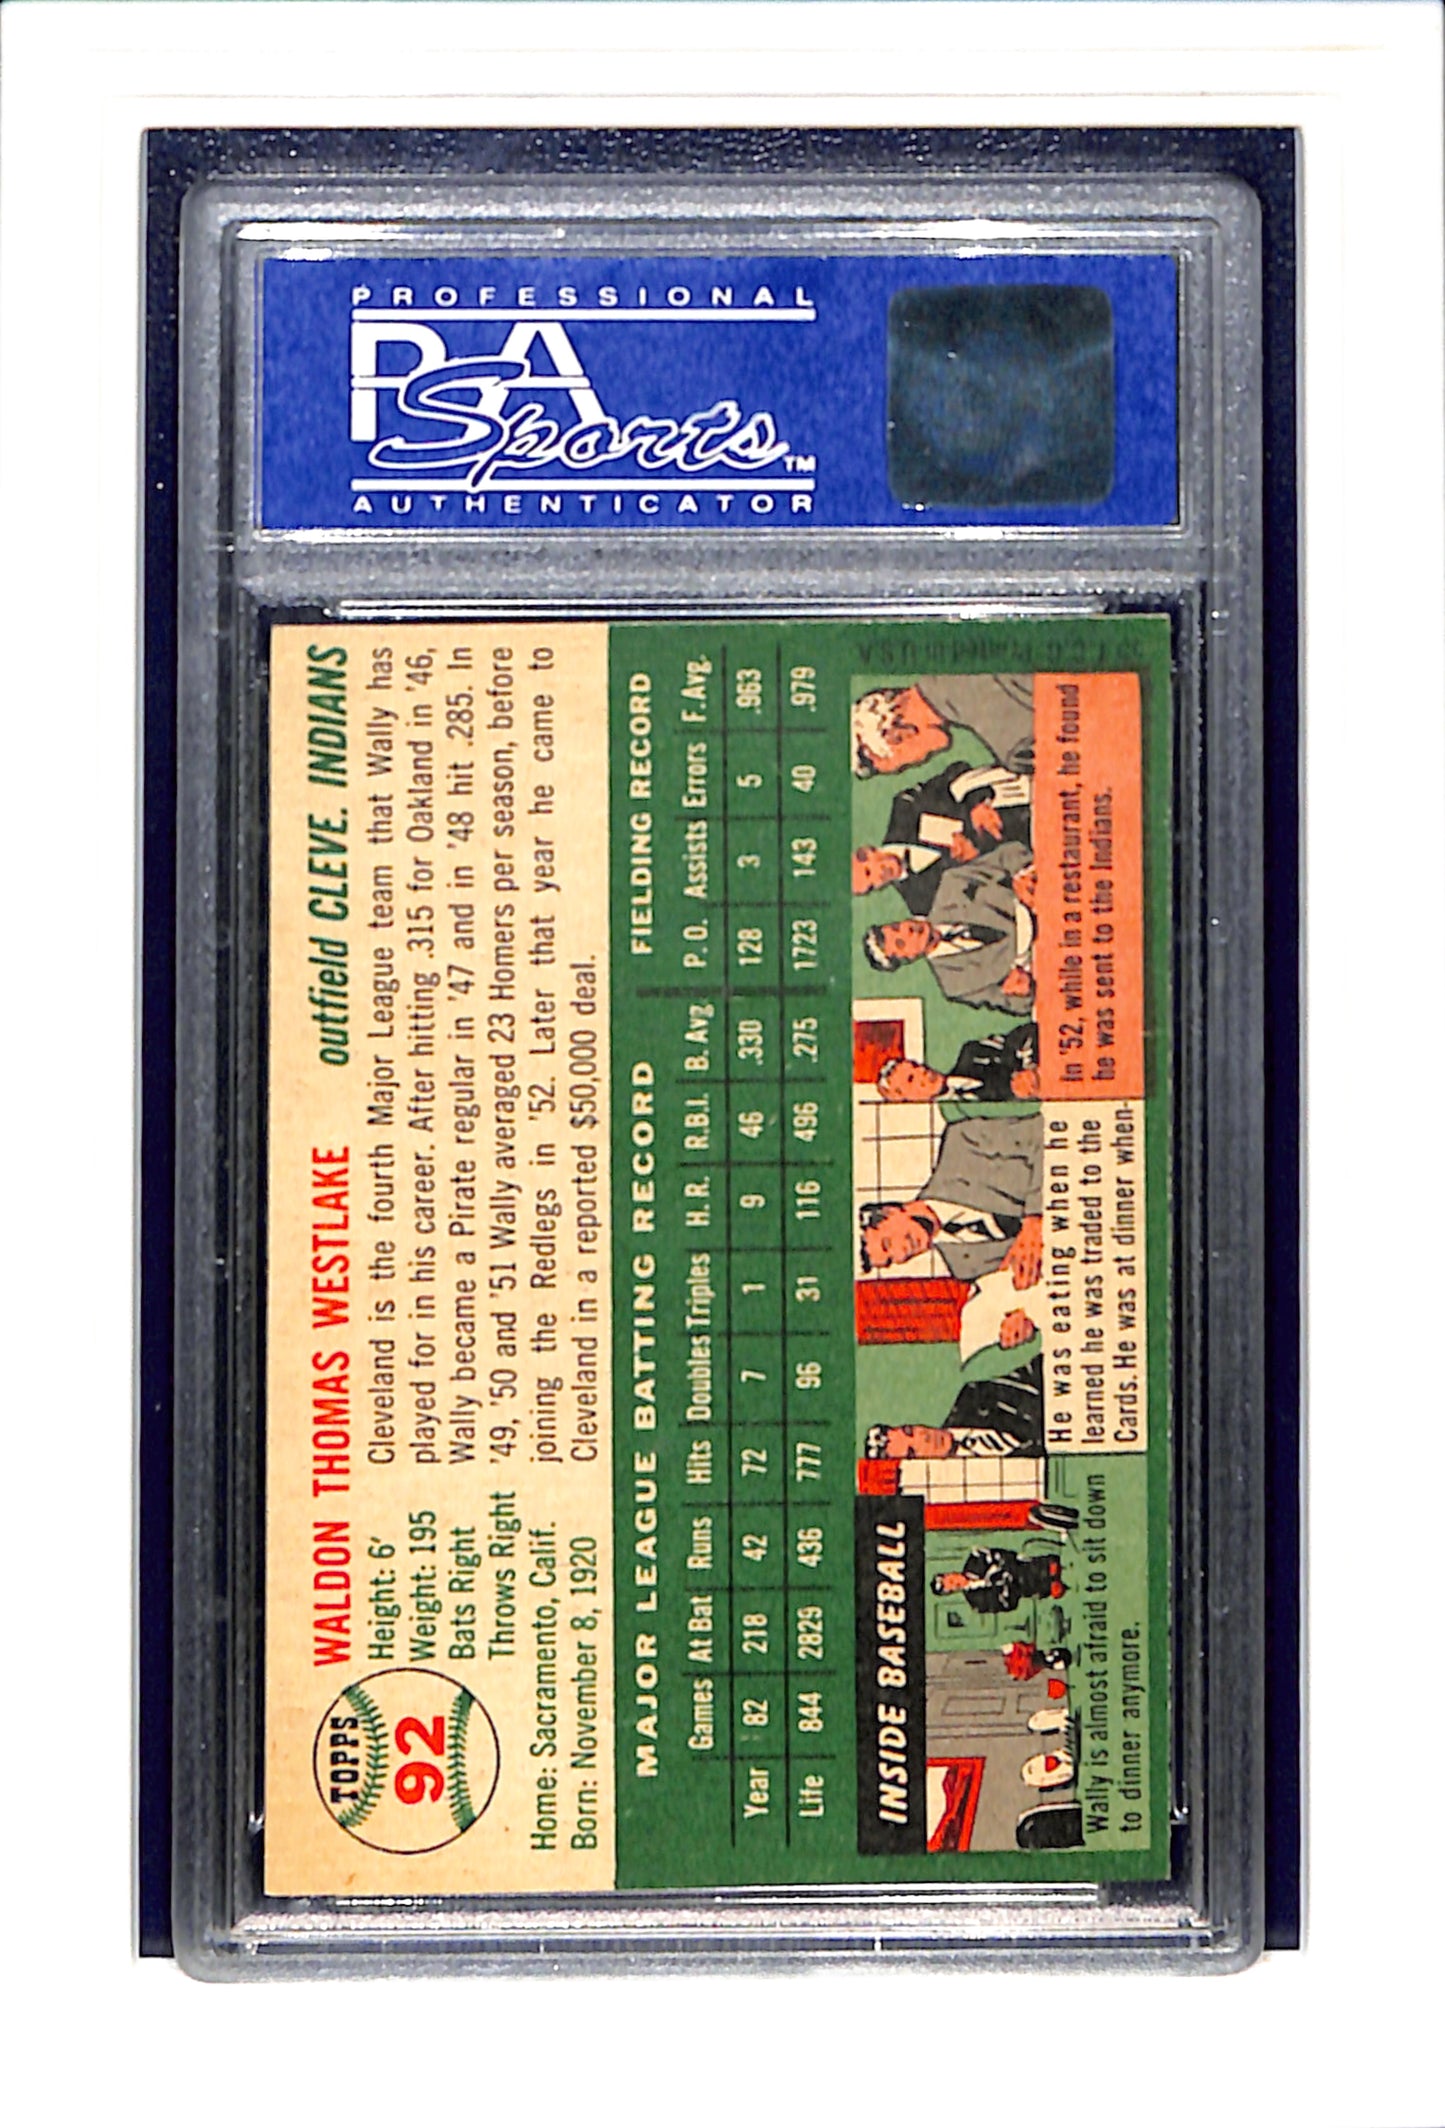 PROFESSIONAL
PSA
Sports™
AUTHENTICATOR
TOPPS
92
WALDON THOMAS WESTLAKE outfield CLEVE. INDIANS
Height: 6'
Weight: 195
Bats Right
Throws Right
Home: Sacramento, Calif.
Born: November 8, 1920
Cleveland is the fourth Major League team that Wally has
played for in his career. After hitting .315 for Oakland in '46,
Wally became a Pirate regular in '47 and in '48 hit .285. In
'49, '50 and '51 Wally averaged 23 Homers per season, before
joining the Redlegs in '52. Later that year he came to
Cleveland in a reported $50,000 deal.
MAJOR LEAGUE BATTING RECORD FIELDING RECORD
Games At Bat Runs Hits Doubles Triples H. R. R.B.I. B. Avg. P. O. Assists Errors F. Avg.
Year 82 218 42 72 7 1 9 46 .330 128 3 5 .963
Life 844 2829 436 777 96 31 116 496 .275 1723 143 40 .979
INSIDE BASEBALL
Wally is almost afraid to sit down
to dinner anymore.
He was eating when he
learned he was traded to the
Cards. He was at dinner when-
In '52, while in a restaurant, he found
he was sent to the Indians.
T.C.G. Printed in U.S.A.